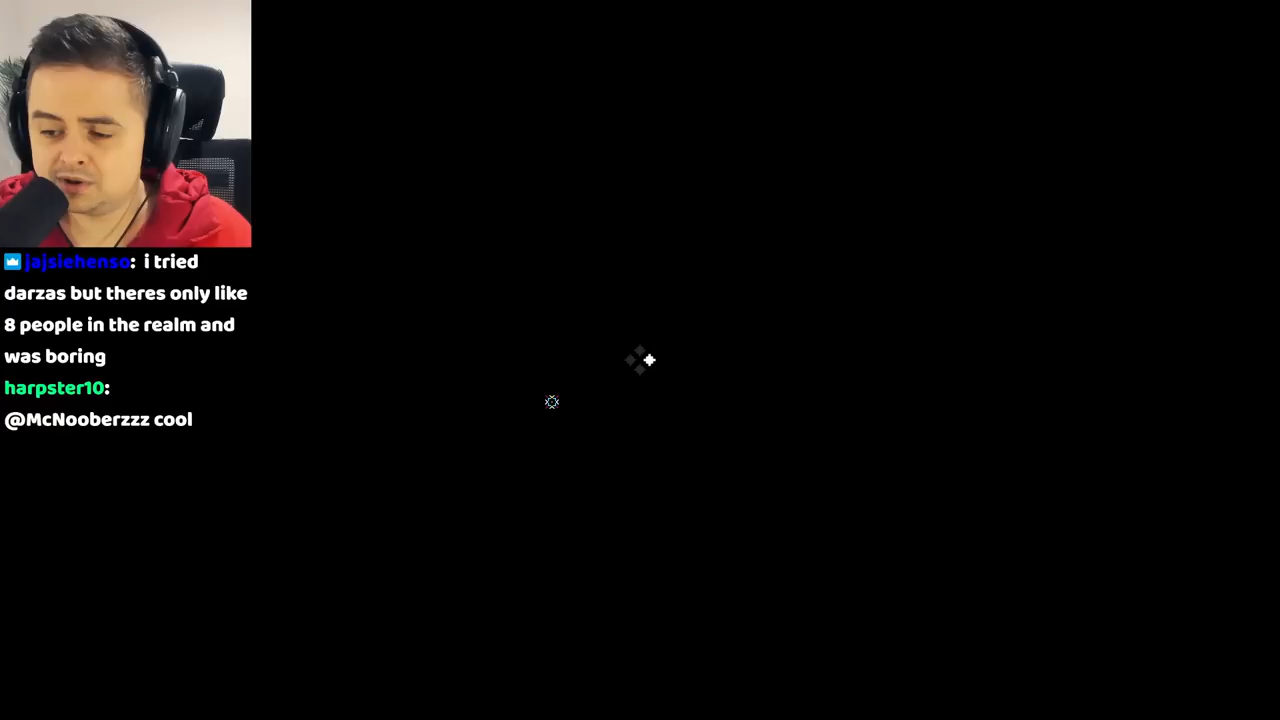 jajsiehenso: i tried
darzas but theres only like
8 people in the realm and
was boring
harpster10:
@McNooberzzz cool